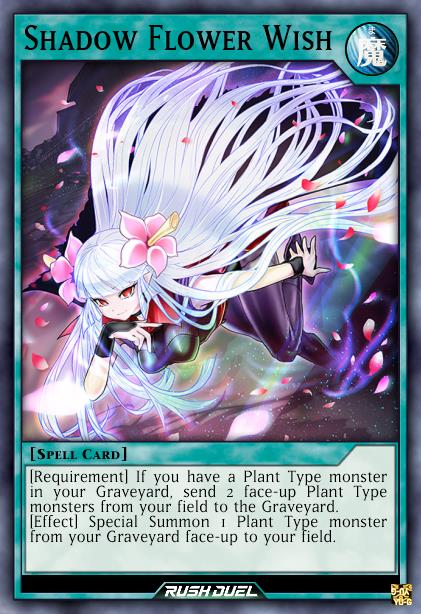 Shadow Flower Wish
ま
魔
[Spell Card]
[Requirement] If you have a Plant Type monster
in your Graveyard, send 2 face-up Plant Type
monsters from your field to the Graveyard.
[Effect] Special Summon 1 Plant Type monster
from your Graveyard face-up to your field.
RUSH DUEL